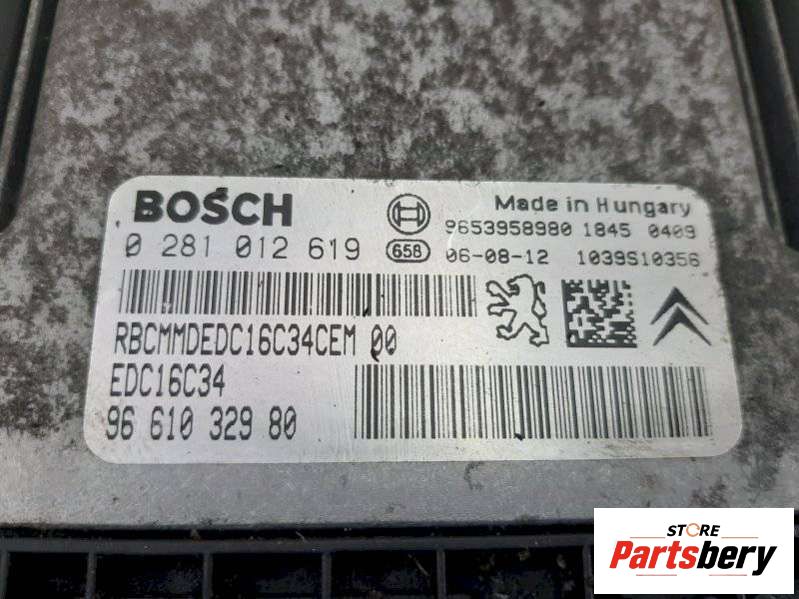 BOSCH
Made in Hungary
9653958980 1845 0409
0 281 012 619
658
06-08-12 1039S10356
RBCMMDEDC16C34CEM 00
EDC16C34
96 610 329 80
STORE
Partsbery